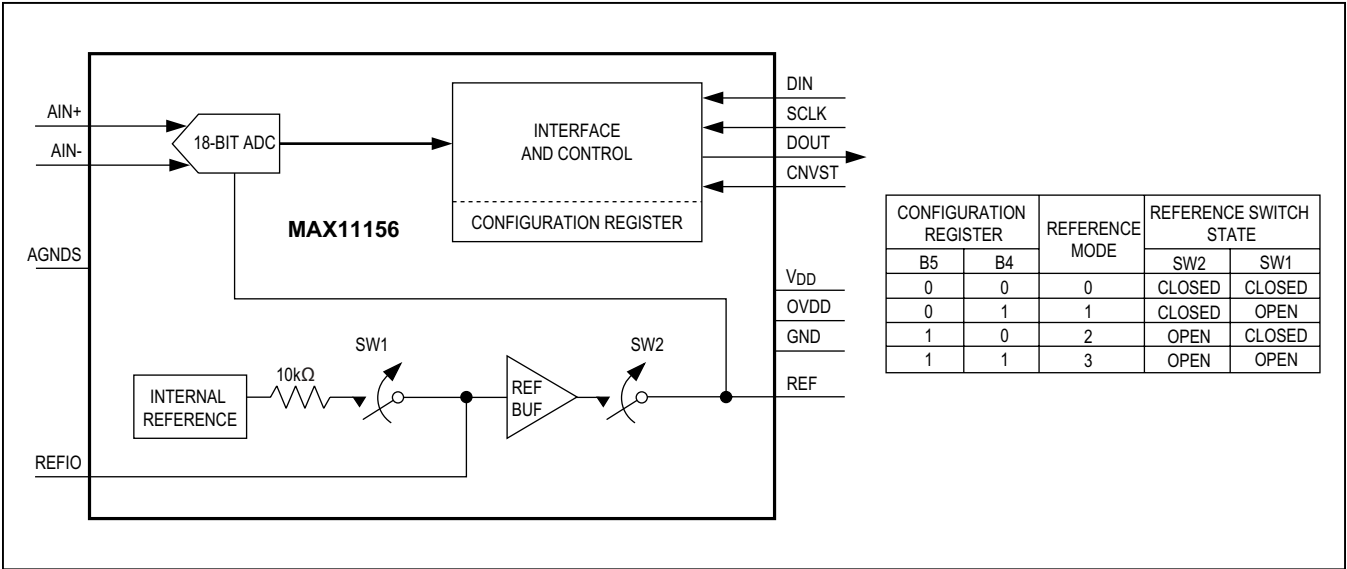 AIN+
AIN-
18-BIT ADC
INTERFACE
AND CONTROL
CONFIGURATION REGISTER
MAX11156
DIN
SCLK
DOUT
CNVST
AGNDS
VDD
OVDD
GND
REF
SW1
SW2
10kΩ
INTERNAL
REFERENCE
REF
BUF
REFIO
CONFIGURATION
REGISTER
REFERENCE
MODE
REFERENCE SWITCH
STATE
B5 B4 SW2 SW1
0 0 0 CLOSED CLOSED
0 1 1 CLOSED OPEN
1 0 2 OPEN CLOSED
1 1 3 OPEN OPEN